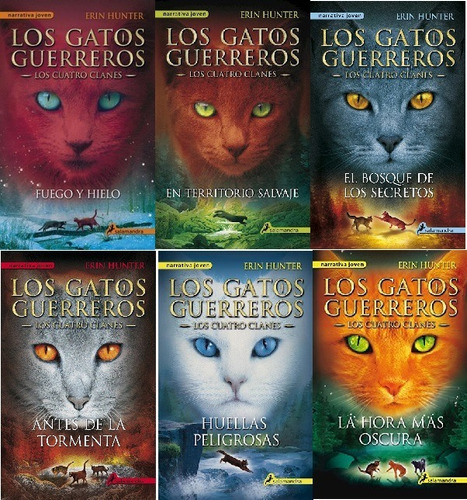 narrativa joven
ERIN HUNTER
LOS GATOS
GUERREROS
LOS CUATRO CLANES
FUEGO Y HIELO
salamandra
ERIN HUNTER
LOS GATOS
GUERREROS
LOS CUATRO CLANES
EN TERRITORIO SALVAJE
salamandra
narrativa joven
ERIN HUNTER
LOS GATOS
GUERREROS
LOS CUATRO CLANES
EL BOSQUE DE
LOS SECRETOS
salamandra
narrativa joven
ERIN HUNTER
LOS GATOS
GUERREROS
LOS CUATRO CLANES
ANTES DE LA
TORMENTA
salamandra
narrativa joven
ERIN HUNTER
LOS GATOS
GUERREROS
LOS CUATRO CLANES
HUELLAS
PELIGROSAS
salamandra
narrativa joven
ERIN HUNTER
LOS GATOS
GUERREROS
LOS CUATRO CLANES
LA HORA MÁS
OSCURA
salamandra